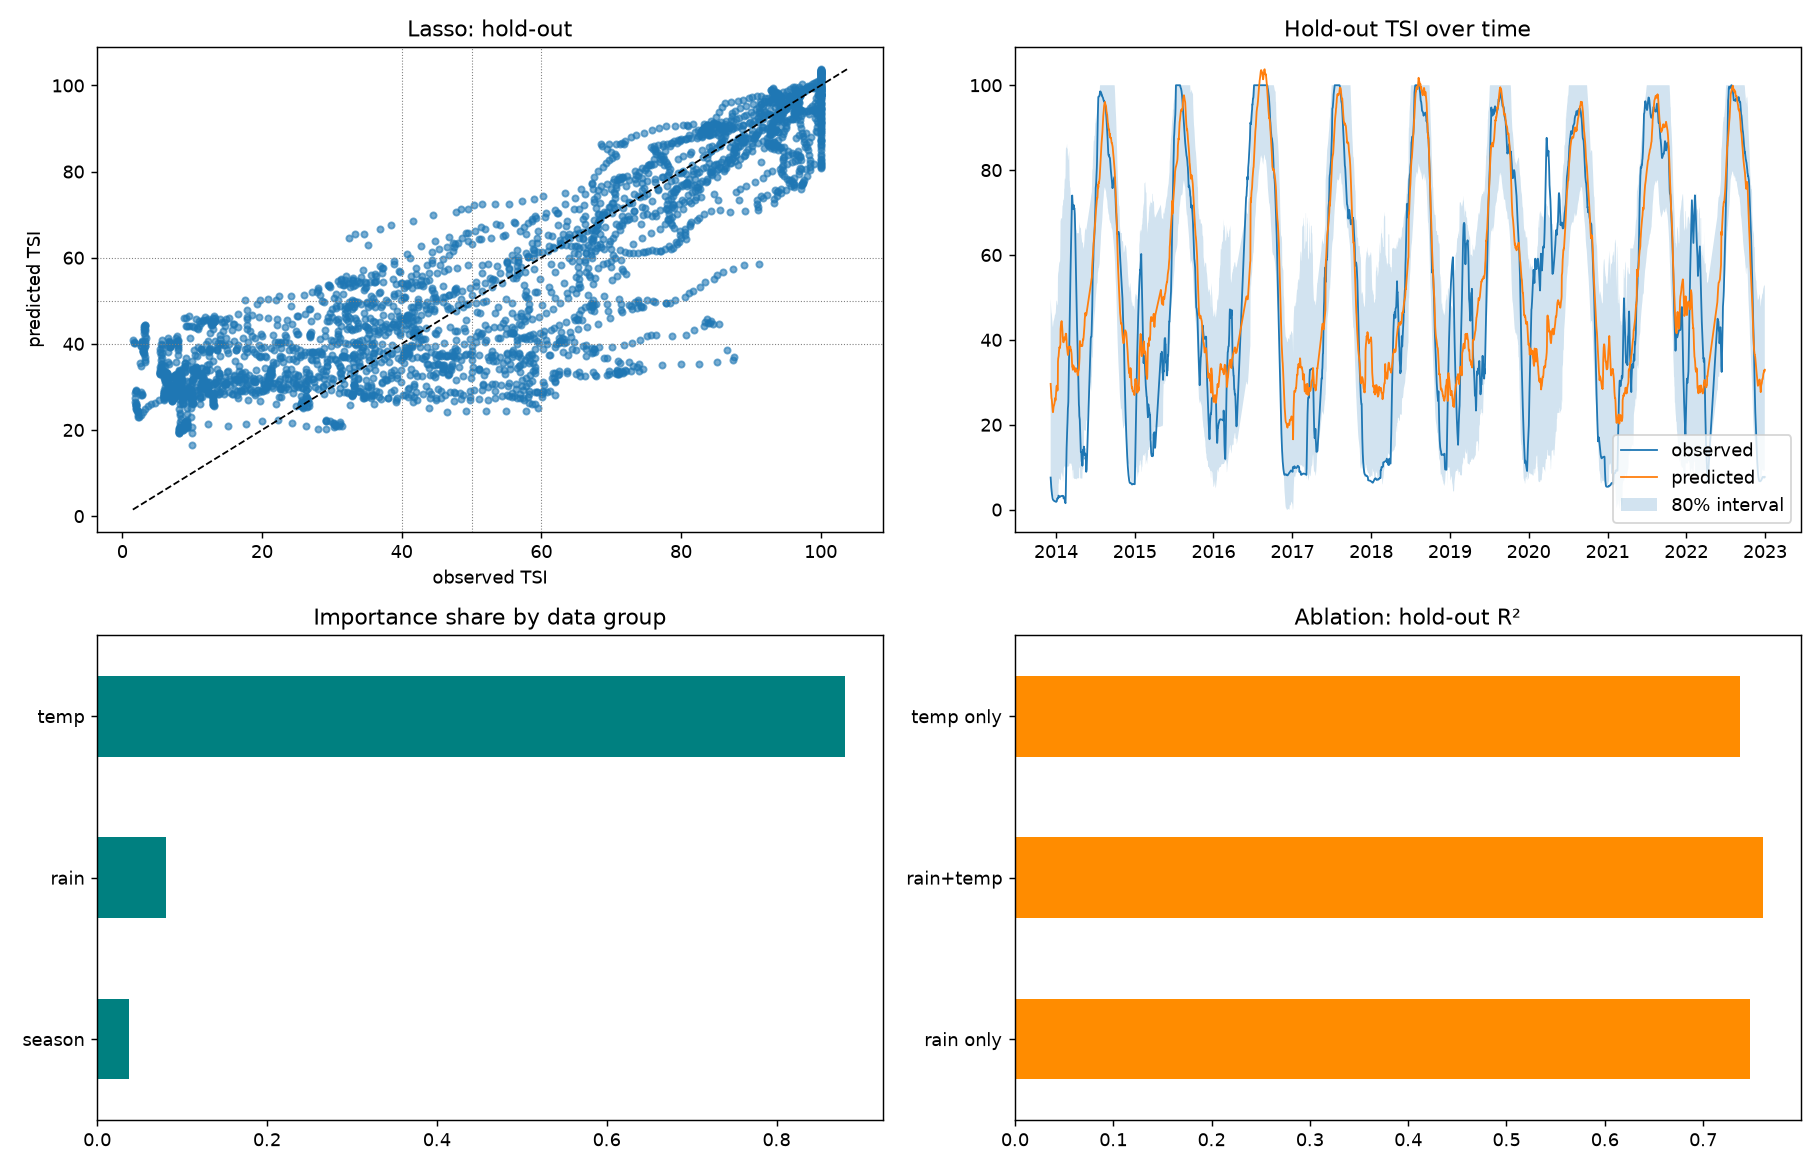 Lasso: hold-out
100
80
60
40
20
0
predicted TSI
0 20 40 60 80 100
observed TSI
Hold-out TSI over time
100
80
60
40
20
0
observed
predicted
80% interval
2014 2015 2016 2017 2018 2019 2020 2021 2022 2023
Importance share by data group
temp
rain
season
0.0 0.2 0.4 0.6 0.8
Ablation: hold-out R²
temp only
rain+temp
rain only
0.0 0.1 0.2 0.3 0.4 0.5 0.6 0.7